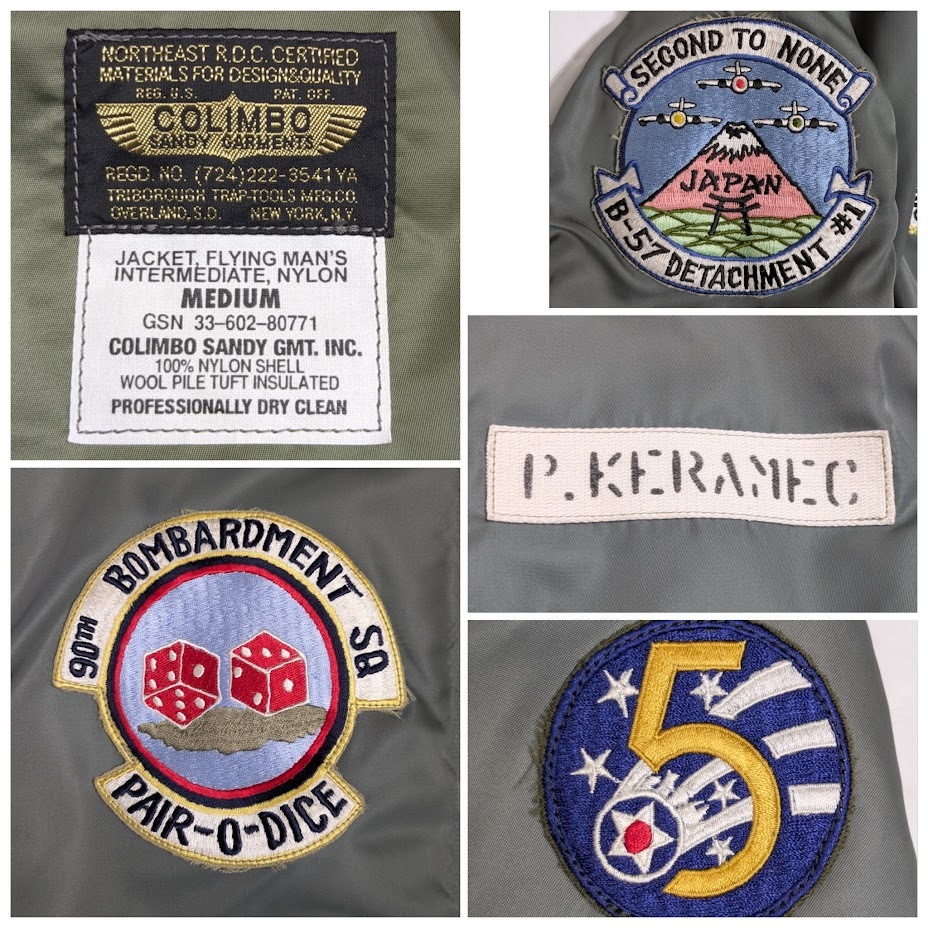 NORTHEAST R.D.C. CERTIFIED
MATERIALS FOR DESIGN&QUALITY
REG. U.S. PAT. OFF.
COLIMBO
SANDY GARMENTS
REGD. NO. (724)222-3541 YA
TRIBOROUGH TRAP-TOOLS MFG.CO.
OVERLAND, S.D. NEW YORK, N.Y.
JACKET, FLYING MAN'S
INTERMEDIATE, NYLON
MEDIUM
GSN 33-602-80771
COLIMBO SANDY GMT. INC.
100% NYLON SHELL
WOOL PILE TUFT INSULATED
PROFESSIONALLY DRY CLEAN
SECOND TO NONE
JAPAN
B-57 DETACHMENT #1
P.KERAMEC
90TH BOMBARDMENT SQ
PAIR-O-DICE
5